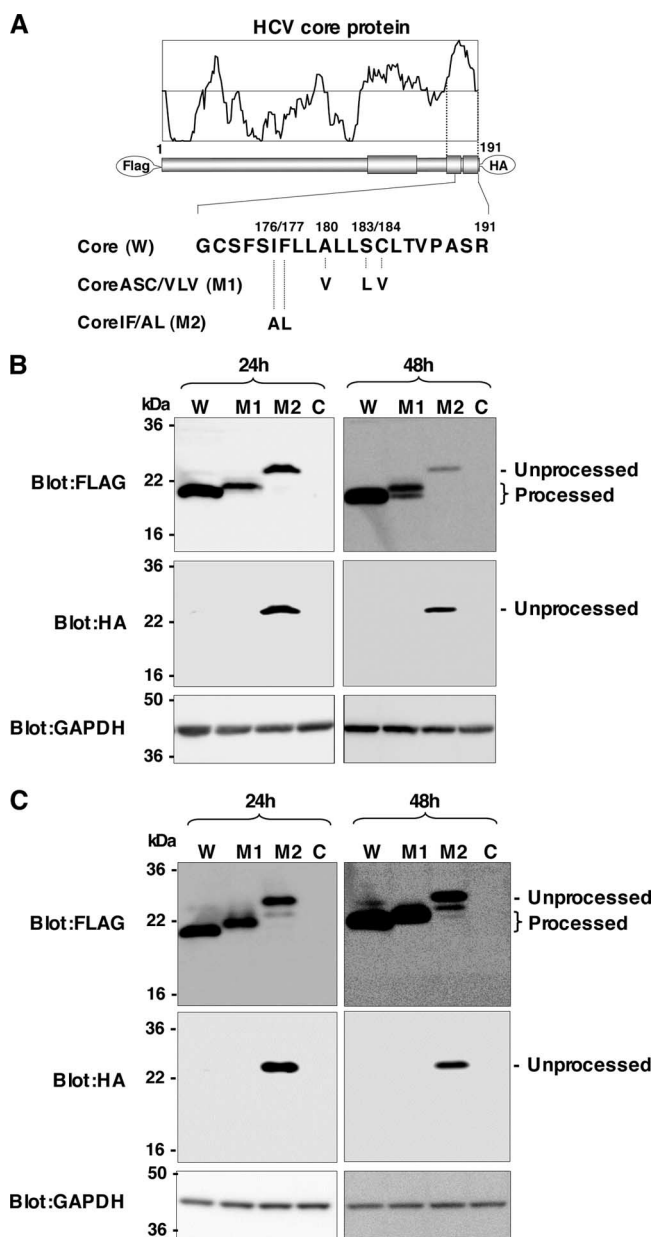 A
HCV core protein
1
191
Flag
HA
176/177 180 183/184 191
Core (W) GCSFSIFLLALLSCLTVPASR
CoreASC/VLV (M1) V L V
CoreIF/AL (M2) AL
B
24h 48h
kDa W M1 M2 C W M1 M2 C
36 -
- Unprocessed
Blot:FLAG 22 - } Processed
16 -
36 -
Blot:HA 22 - - Unprocessed
16 -
50 -
Blot:GAPDH
36 -
C
24h 48h
kDa W M1 M2 C W M1 M2 C
36 -
- Unprocessed
Blot:FLAG 22 - } Processed
16 -
36 -
Blot:HA 22 - - Unprocessed
16 -
50 -
Blot:GAPDH
36 -